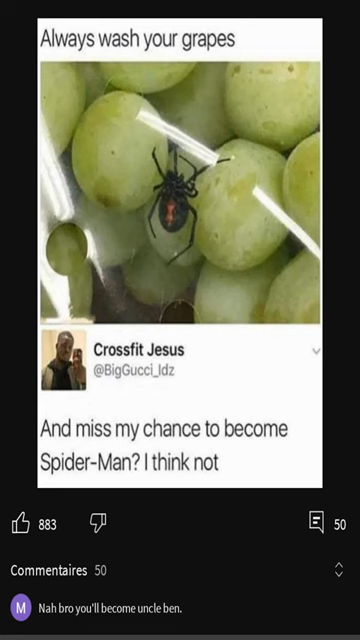 Always wash your grapes
Crossfit Jesus
@BigGucci_Idz
And miss my chance to become
Spider-Man? I think not
883
50
Commentaires 50
M
Nah bro you'll become uncle ben.